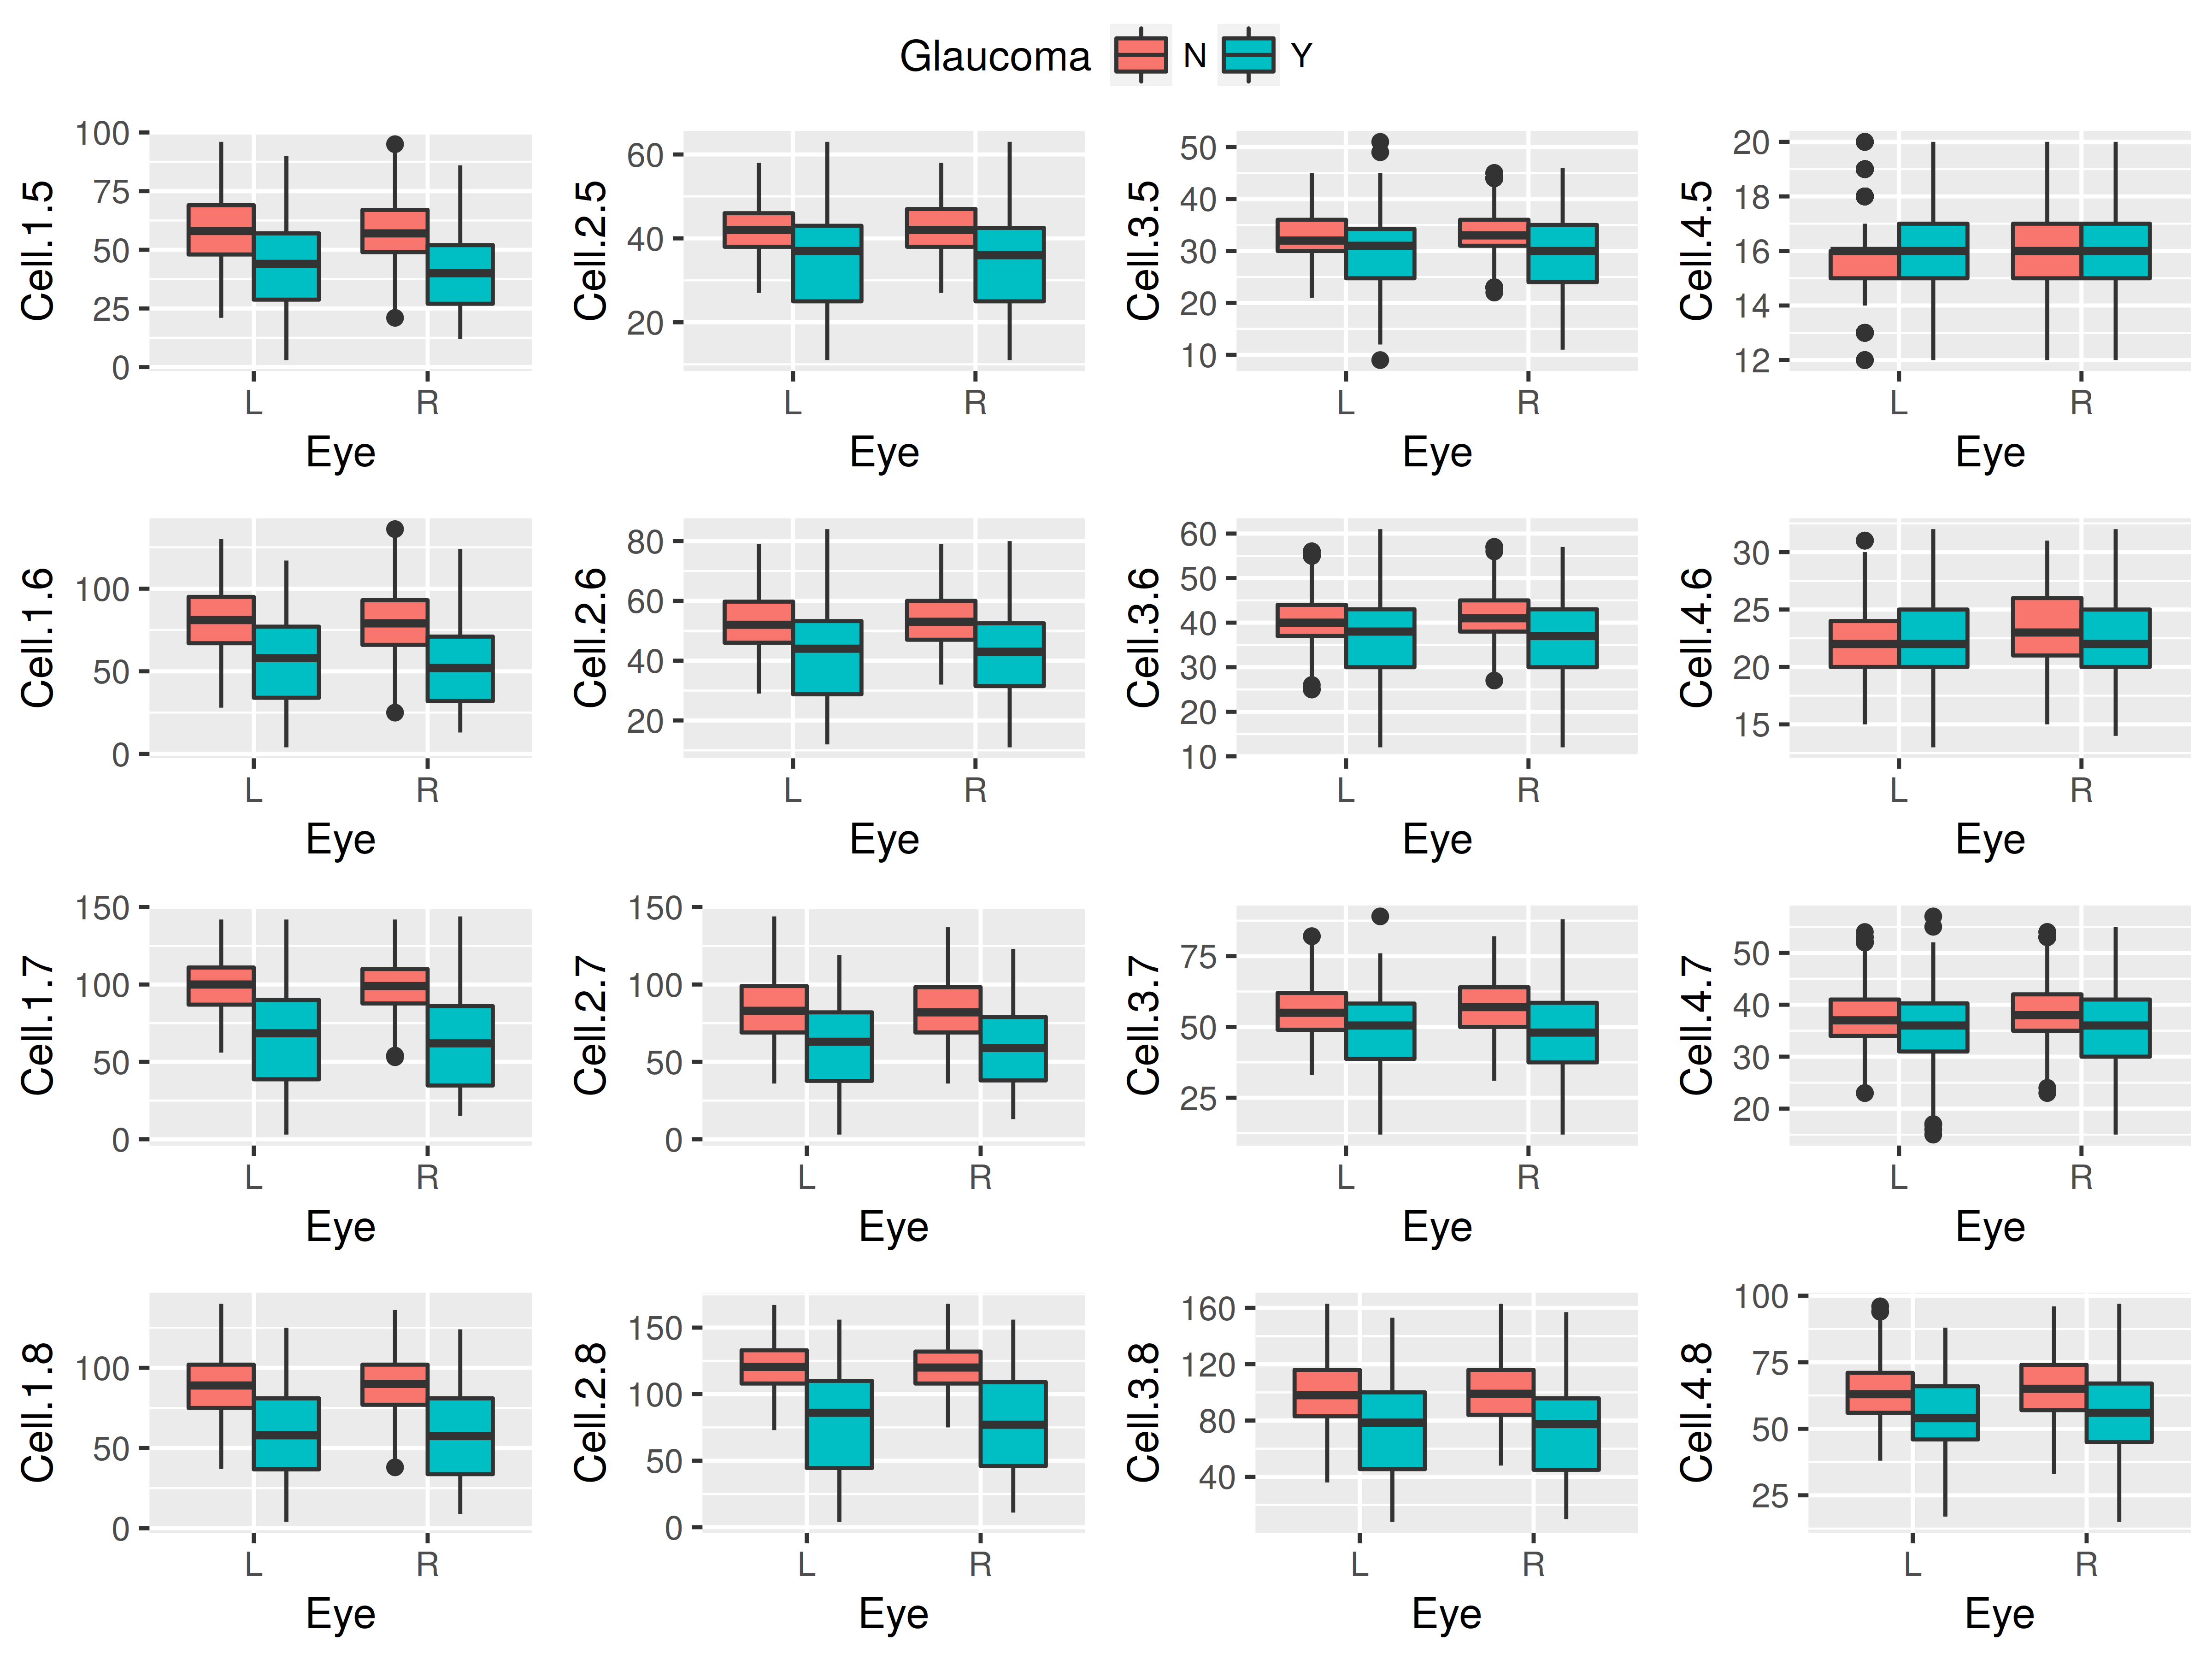 Glaucoma N Y
Cell.1.5
100
75
50
25
0
L R
Eye
Cell.2.5
60
40
20
L R
Eye
Cell.3.5
50
40
30
20
10
L R
Eye
Cell.4.5
20
18
16
14
12
L R
Eye
Cell.1.6
100
50
0
L R
Eye
Cell.2.6
80
60
40
20
L R
Eye
Cell.3.6
60
50
40
30
20
10
L R
Eye
Cell.4.6
30
25
20
15
L R
Eye
Cell.1.7
150
100
50
0
L R
Eye
Cell.2.7
150
100
50
0
L R
Eye
Cell.3.7
75
50
25
L R
Eye
Cell.4.7
50
40
30
20
L R
Eye
Cell.1.8
100
50
0
L R
Eye
Cell.2.8
150
100
50
0
L R
Eye
Cell.3.8
160
120
80
40
L R
Eye
Cell.4.8
100
75
50
25
L R
Eye